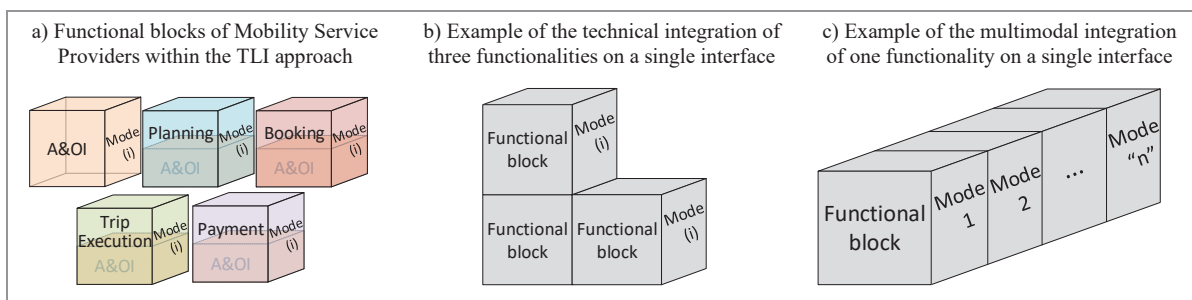 a) Functional blocks of Mobility Service
Providers within the TLI approach
A&OI
Mode
(i)
Planning
A&OI
Mode
(i)
Booking
A&OI
Mode
(i)
Trip
Execution
A&OI
Mode
(i)
Payment
A&OI
Mode
(i)
b) Example of the technical integration of
three functionalities on a single interface
Functional
block
Mode
(i)
Functional
block
Functional
block
Mode
(i)
c) Example of the multimodal integration
of one functionality on a single interface
Functional
block
Mode
1
Mode
2
...
Mode
“n”